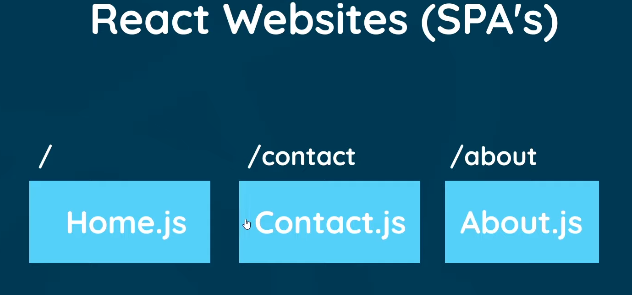 React Websites (SPA's)
/ /contact /about
Home.js Contact.js About.js